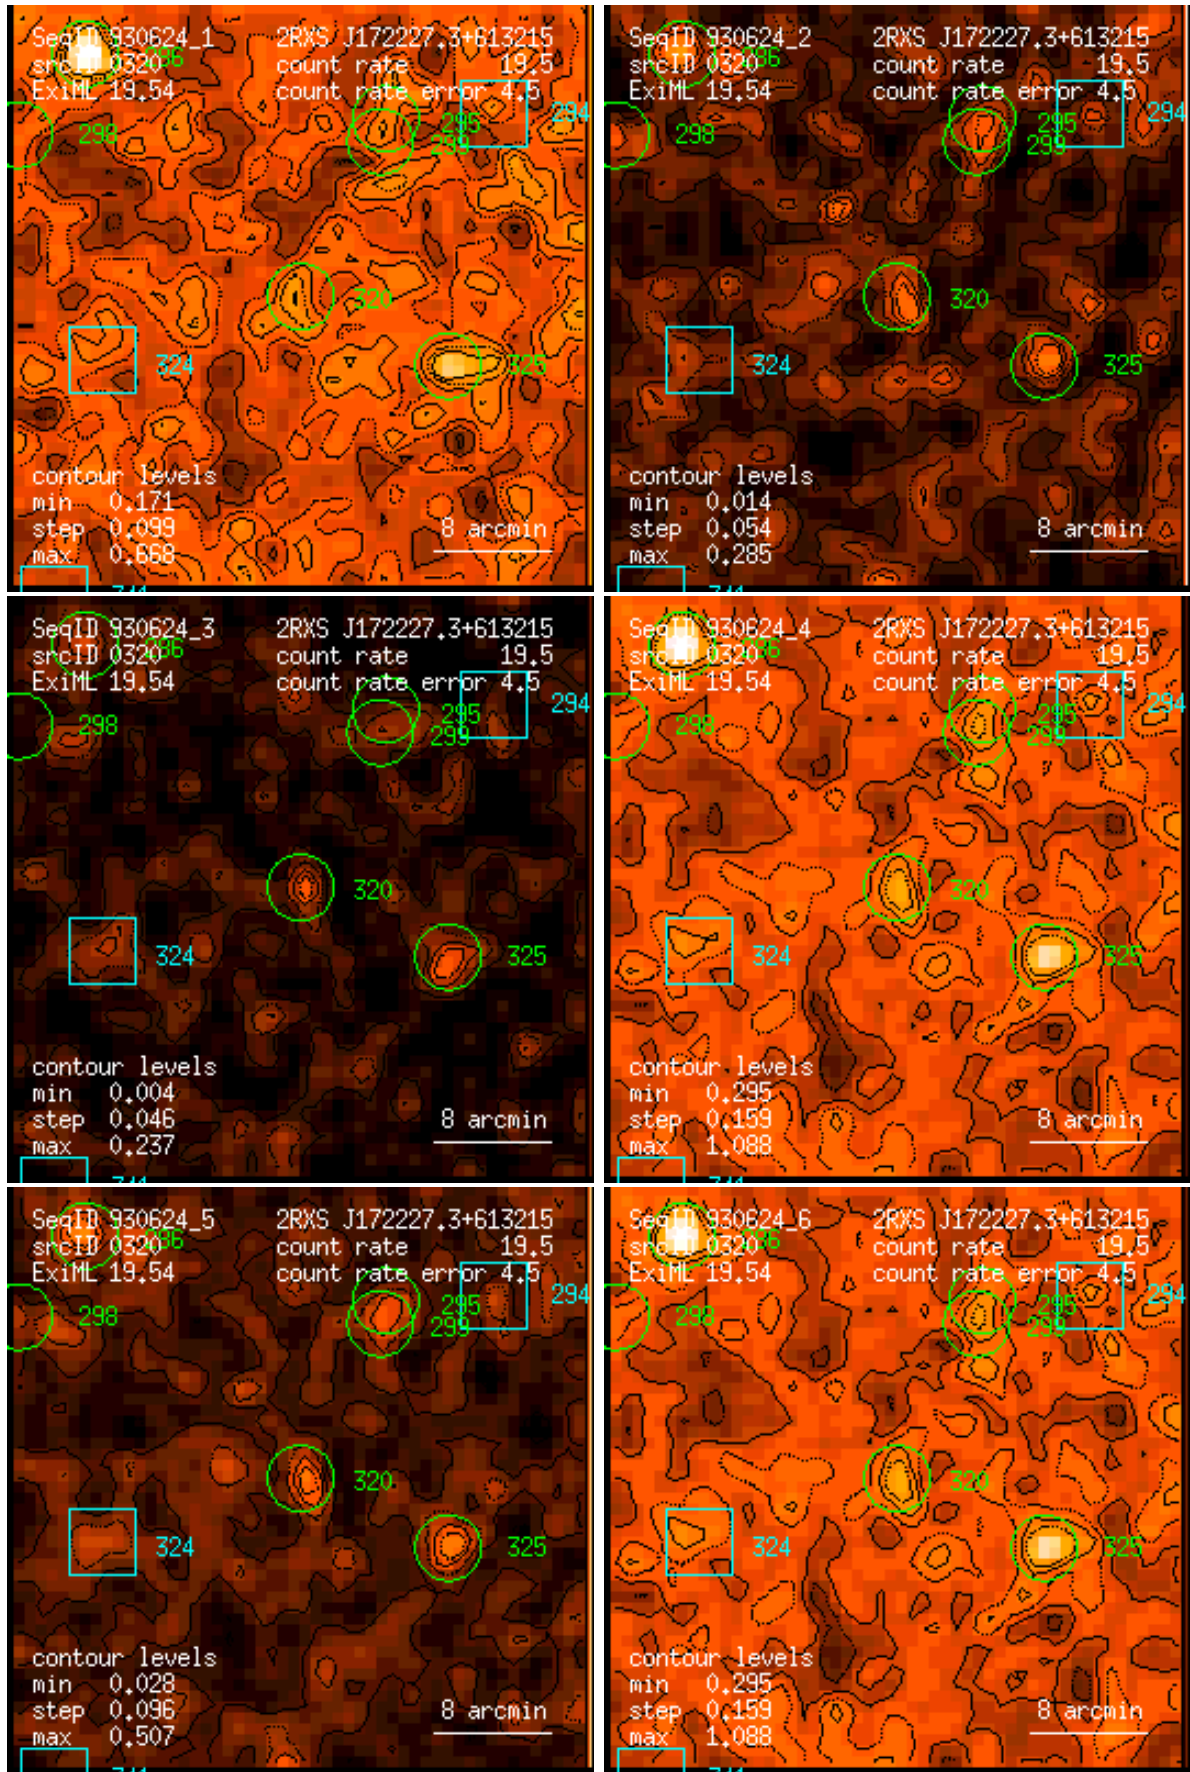 SeqID 930624_1 2RXS J172227.3+613215
srcID 0320 286 count rate 19.5
ExiML 19.54 count rate error 4.5
294
295
298
299
320
324
325
contour levels
min 0.171
step 0.099
max 0.668
8 arcmin
SeqID 930624_2 2RXS J172227.3+613215
srcID 0320 286 count rate 19.5
ExiML 19.54 count rate error 4.5
294
295
298
299
320
324
325
contour levels
min 0.014
step 0.054
max 0.285
8 arcmin
SeqID 930624_3 2RXS J172227.3+613215
srcID 0320 286 count rate 19.5
ExiML 19.54 count rate error 4.5
294
295
298
299
320
324
325
contour levels
min 0.004
step 0.046
max 0.237
8 arcmin
SeqID 930624_4 2RXS J172227.3+613215
srcID 0320 286 count rate 19.5
ExiML 19.54 count rate error 4.5
294
295
298
299
320
324
325
contour levels
min 0.295
step 0.159
max 1.088
8 arcmin
SeqID 930624_5 2RXS J172227.3+613215
srcID 0320 286 count rate 19.5
ExiML 19.54 count rate error 4.5
294
295
298
299
320
324
325
contour levels
min 0.028
step 0.096
max 0.507
8 arcmin
SeqID 930624_6 2RXS J172227.3+613215
srcID 0320 286 count rate 19.5
ExiML 19.54 count rate error 4.5
294
295
298
299
320
324
325
contour levels
min 0.295
step 0.159
max 1.088
8 arcmin